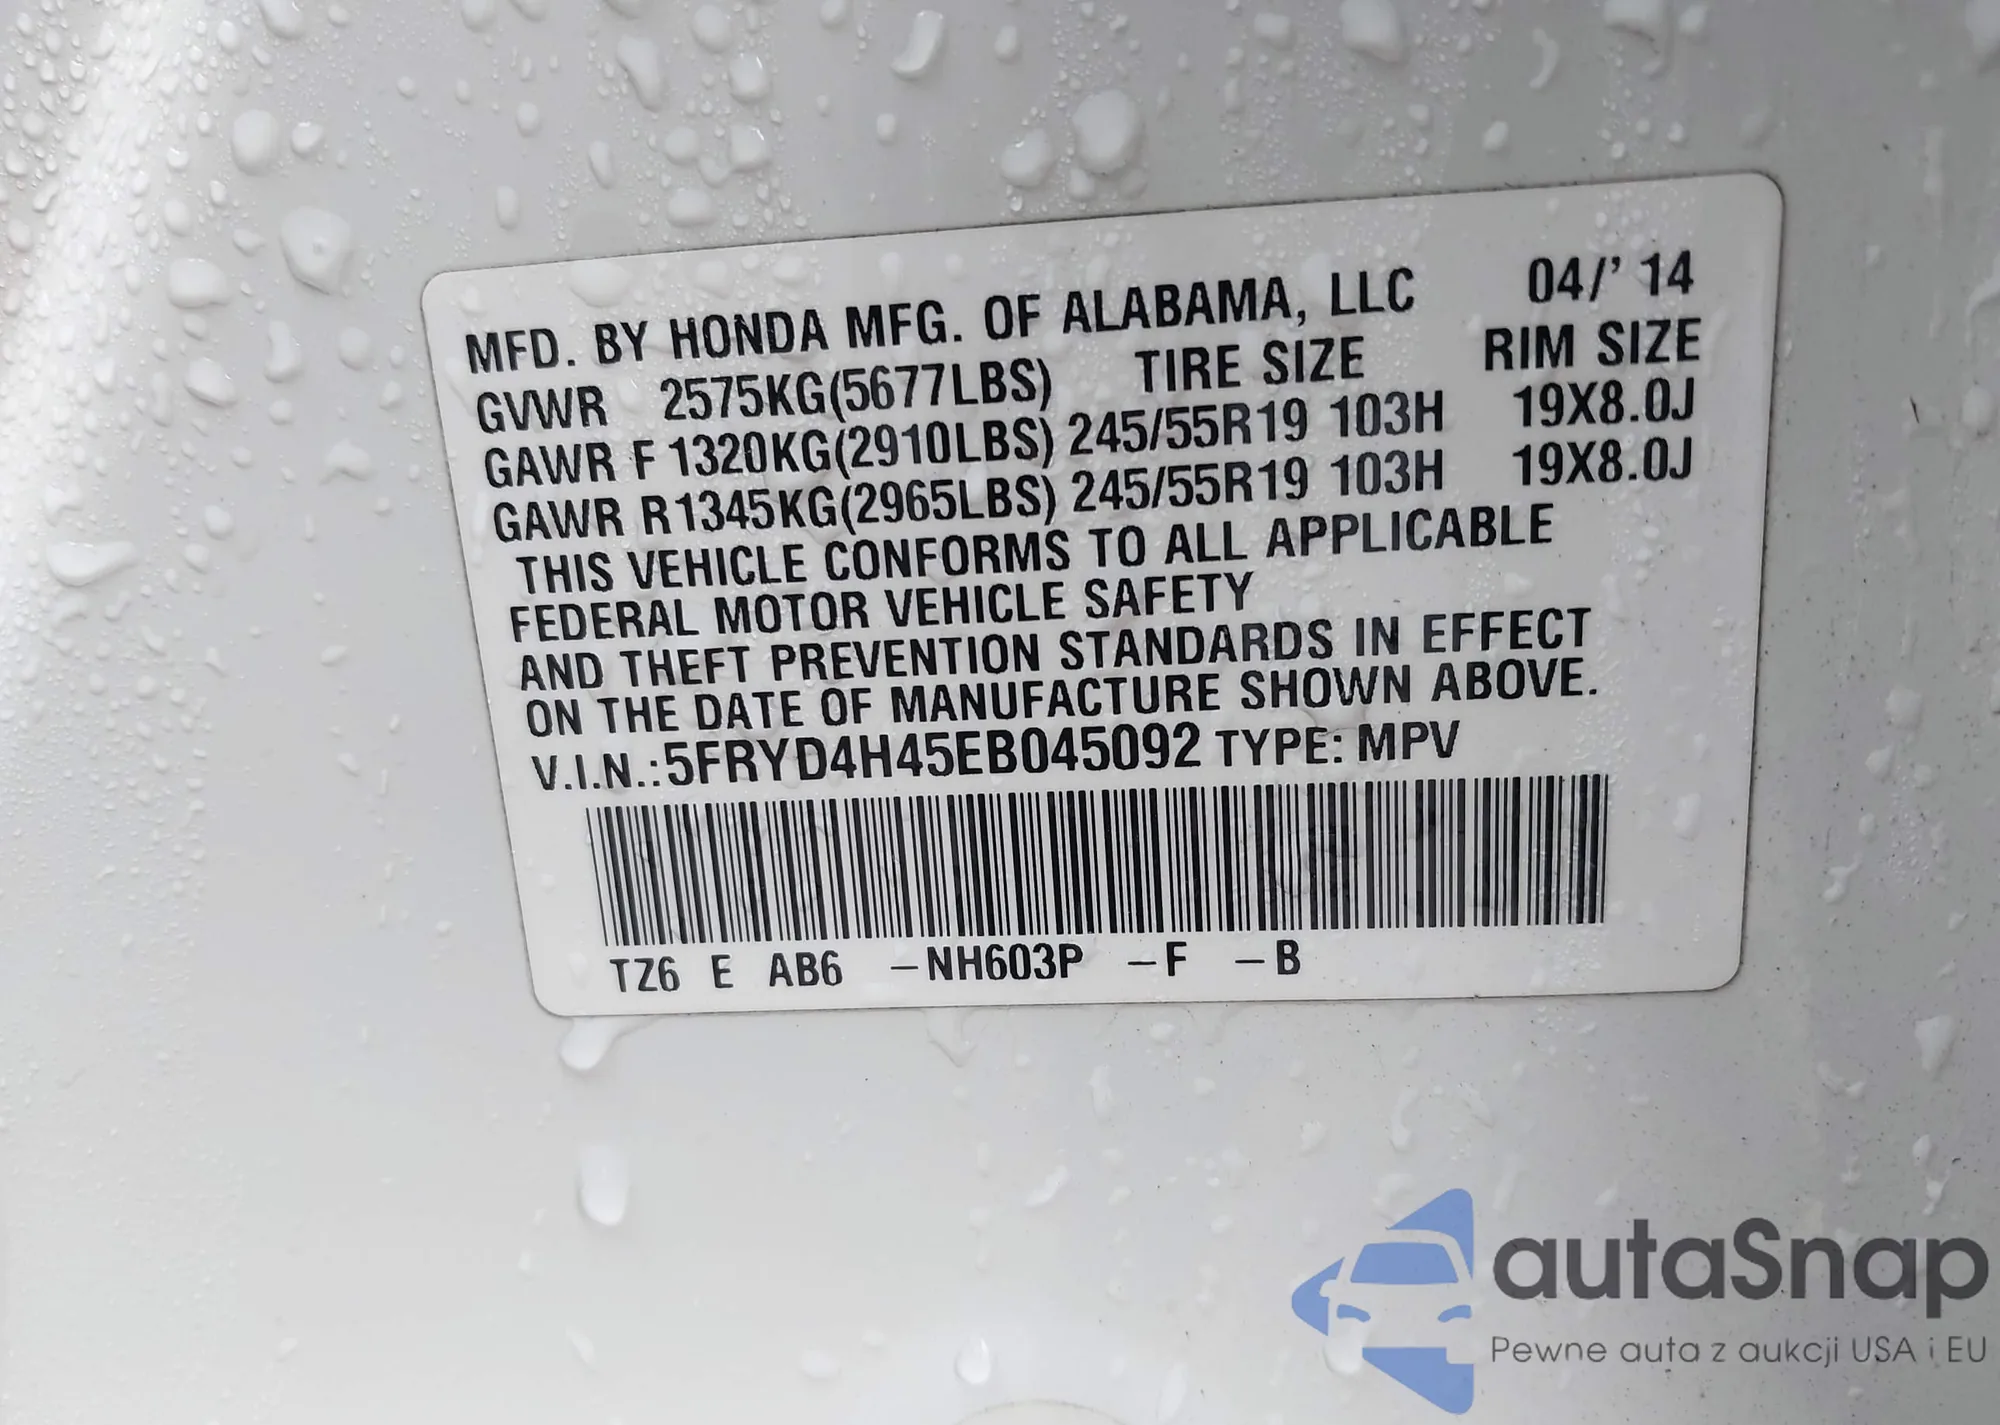 MFD. BY HONDA MFG. OF ALABAMA, LLC 04/' 14
GVWR 2575KG(5677LBS) TIRE SIZE RIM SIZE
GAWR F 1320KG(2910LBS) 245/55R19 103H 19X8.0J
GAWR R 1345KG(2965LBS) 245/55R19 103H 19X8.0J
THIS VEHICLE CONFORMS TO ALL APPLICABLE
FEDERAL MOTOR VEHICLE SAFETY
AND THEFT PREVENTION STANDARDS IN EFFECT
ON THE DATE OF MANUFACTURE SHOWN ABOVE.
V.I.N.:5FRYD4H45EB045092 TYPE: MPV
TZ6 E AB6 –NH603P –F –B
autaSnap
Pewne auta z aukcji USA i EU